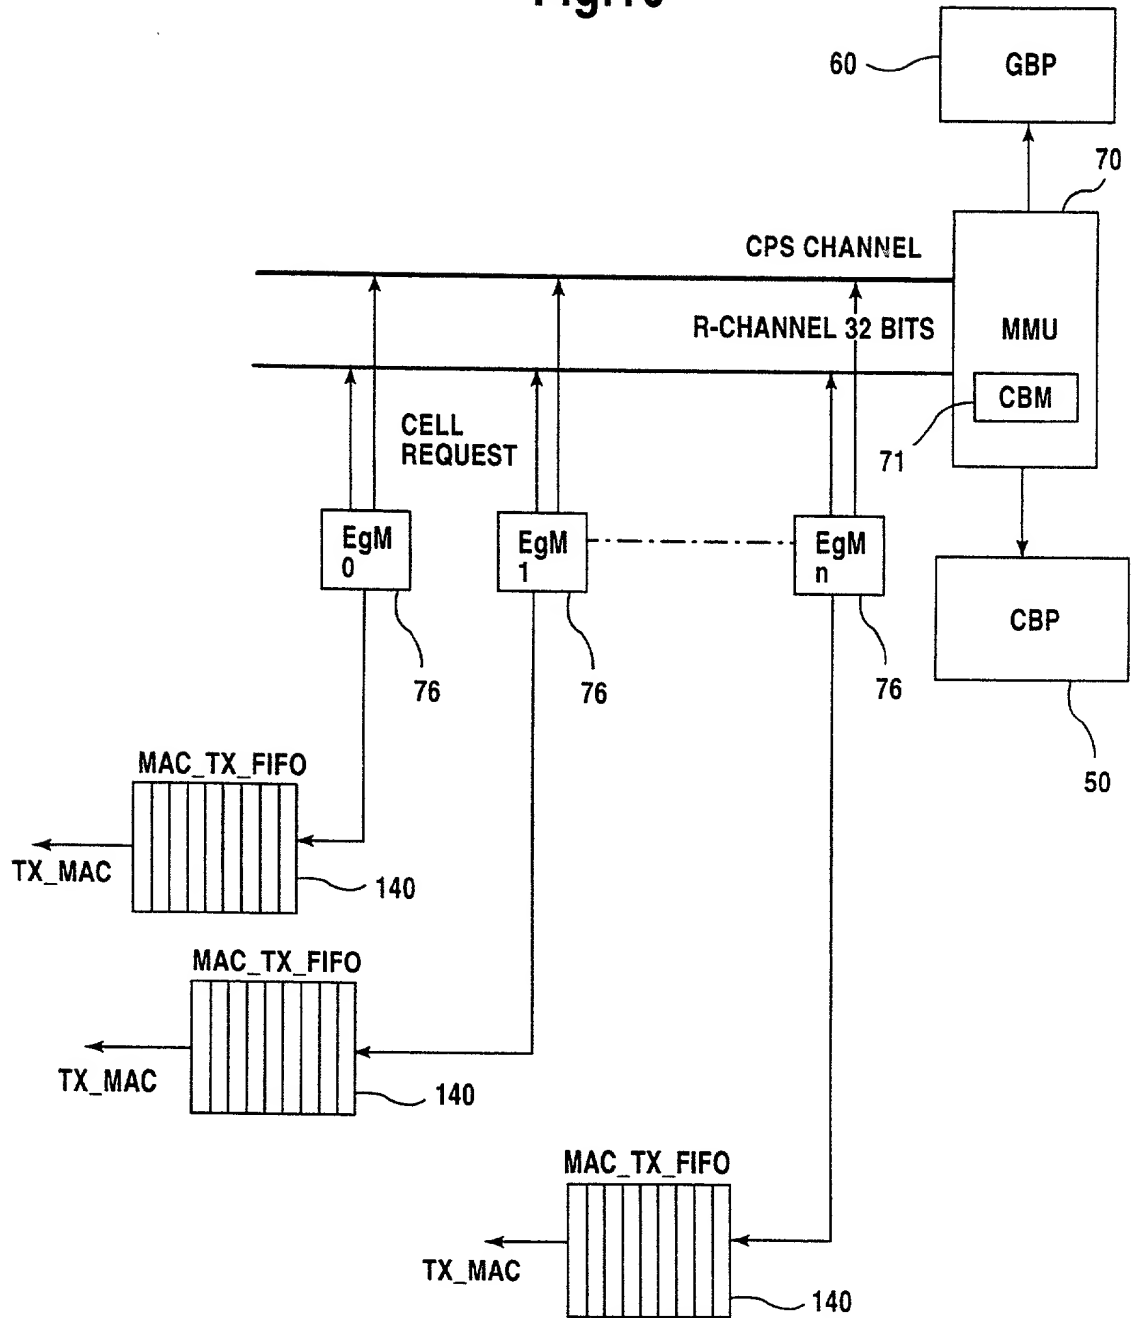 60
GBP
70
CPS CHANNEL
R-CHANNEL 32 BITS
MMU
CBM
71
CELL
REQUEST
EgM
0
EgM
1
EgM
n
CBP
76
76
76
50
MAC_TX_FIFO
TX_MAC
140
MAC_TX_FIFO
TX_MAC
140
MAC_TX_FIFO
TX_MAC
140